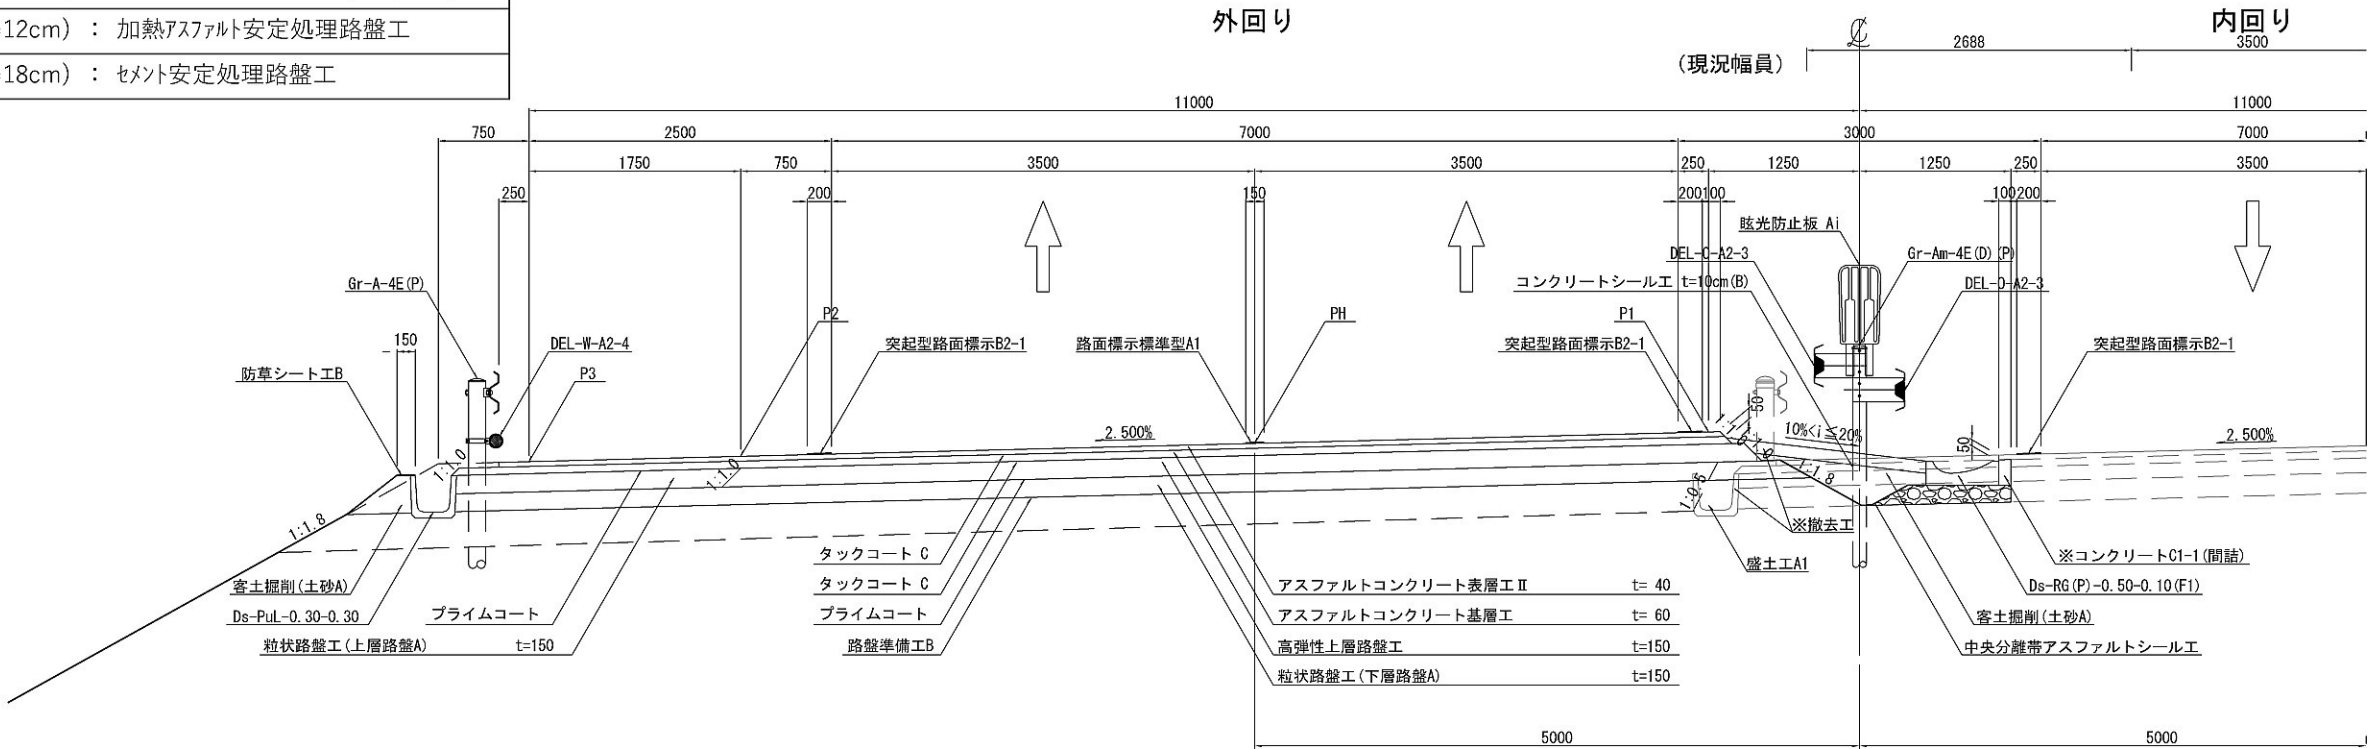 12cm） ： 加熱アスファルト安定処理路盤工
18cm） ： セメント安定処理路盤工
外回り
内回り
℄
（現況幅員）
2688
3500
11000
11000
750
2500
7000
3000
7000
1750
750
3500
3500
250
1250
1250
250
3500
250
200
150
200
100
100
200
眩光防止板 Ai
DEL-O-A2-3
Gr-Am-4E(D)(P)
Gr-A-4E(P)
コンクリートシール工 t=10cm(B)
DEL-O-A2-3
P2
PH
P1
150
DEL-W-A2-4
突起型路面標示B2-1
路面標示標準型A1
突起型路面標示B2-1
突起型路面標示B2-1
防草シート工B
P3
50
2.500%
10%<i≦20%
50
2.500%
1:1.0
1:1.0
1:1.8
1:0.5
1:1.8
※撤去工
タックコート C
盛土工A1
※コンクリートC1-1(間詰)
客土掘削(土砂A)
タックコート C
アスファルトコンクリート表層工Ⅱ t= 40
Ds-RG(P)-0.50-0.10(F1)
Ds-PuL-0.30-0.30
プライムコート
プライムコート
アスファルトコンクリート基層工 t= 60
客土掘削(土砂A)
粒状路盤工(上層路盤A) t=150
路盤準備工B
高弾性上層路盤工 t=150
中央分離帯アスファルトシール工
粒状路盤工(下層路盤A) t=150
5000
5000